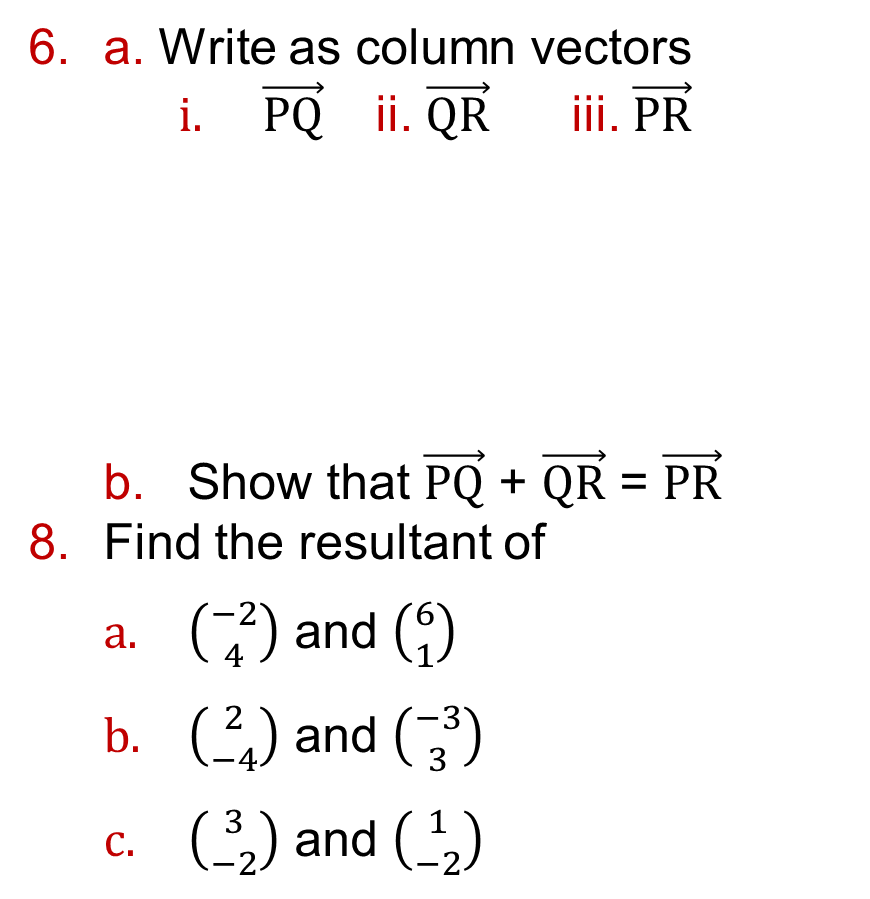 6. a. Write as column vectors
i. PQ⃗ ii. QR⃗ iii. PR⃗
b. Show that PQ⃗ + QR⃗ = PR⃗
8. Find the resultant of
a. (−2 4) and (6 1)
b. (2 −4) and (−3 3)
c. (3 −2) and (1 −2)